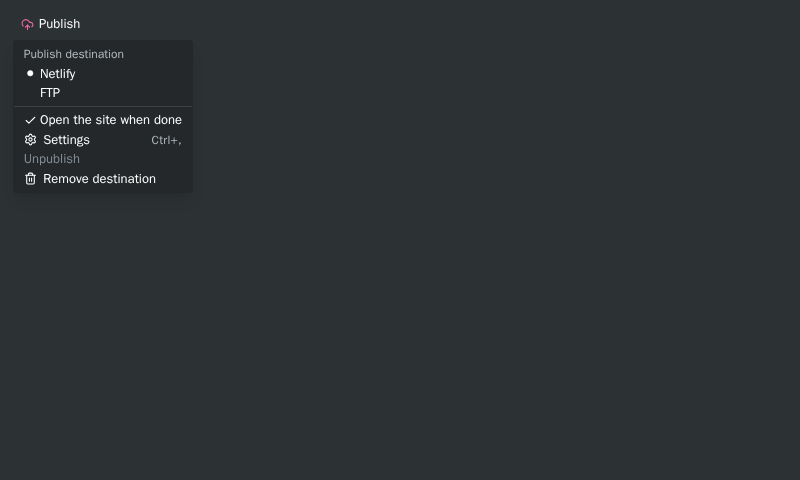 Publish
Publish destination
Netlify
FTP
Open the site when done
Settings Ctrl+,
Unpublish
Remove destination